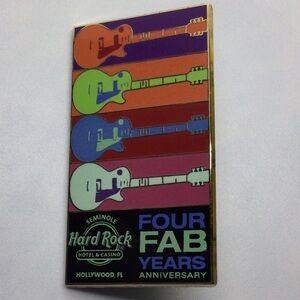 SEMINOLE
Hard Rock
HOTEL & CASINO
HOLLYWOOD, FL
FOUR
FAB
YEARS
ANNIVERSARY